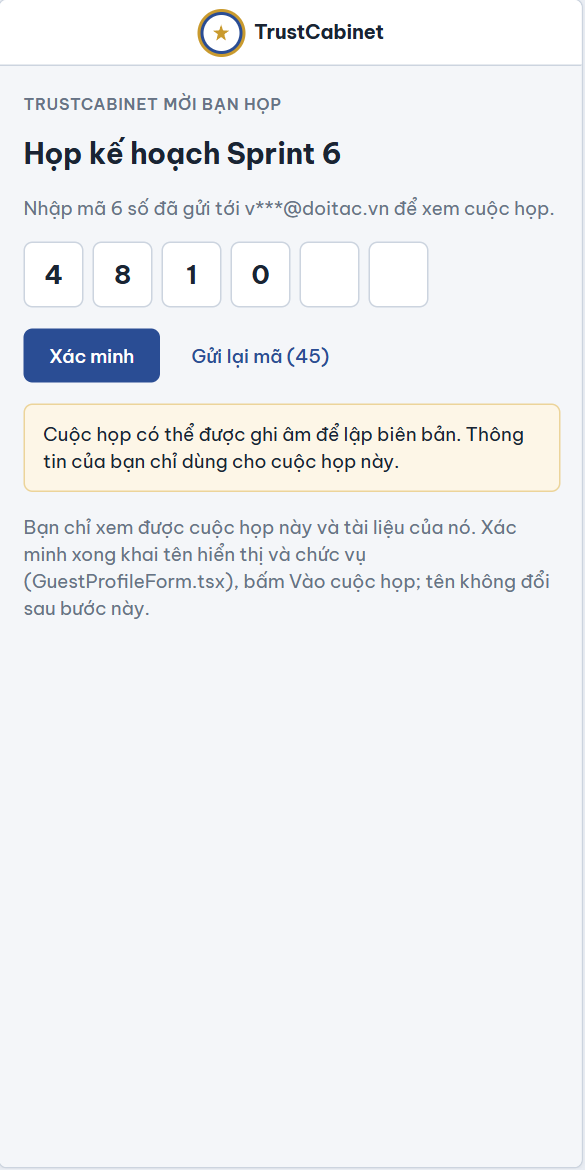 TrustCabinet
TRUSTCABINET MỜI BẠN HỌP
Họp kế hoạch Sprint 6
Nhập mã 6 số đã gửi tới v***@doitac.vn để xem cuộc họp.
4 8 1 0
Xác minh Gửi lại mã (45)
Cuộc họp có thể được ghi âm để lập biên bản. Thông
tin của bạn chỉ dùng cho cuộc họp này.
Bạn chỉ xem được cuộc họp này và tài liệu của nó. Xác
minh xong khai tên hiển thị và chức vụ
(GuestProfileForm.tsx), bấm Vào cuộc họp; tên không đổi
sau bước này.